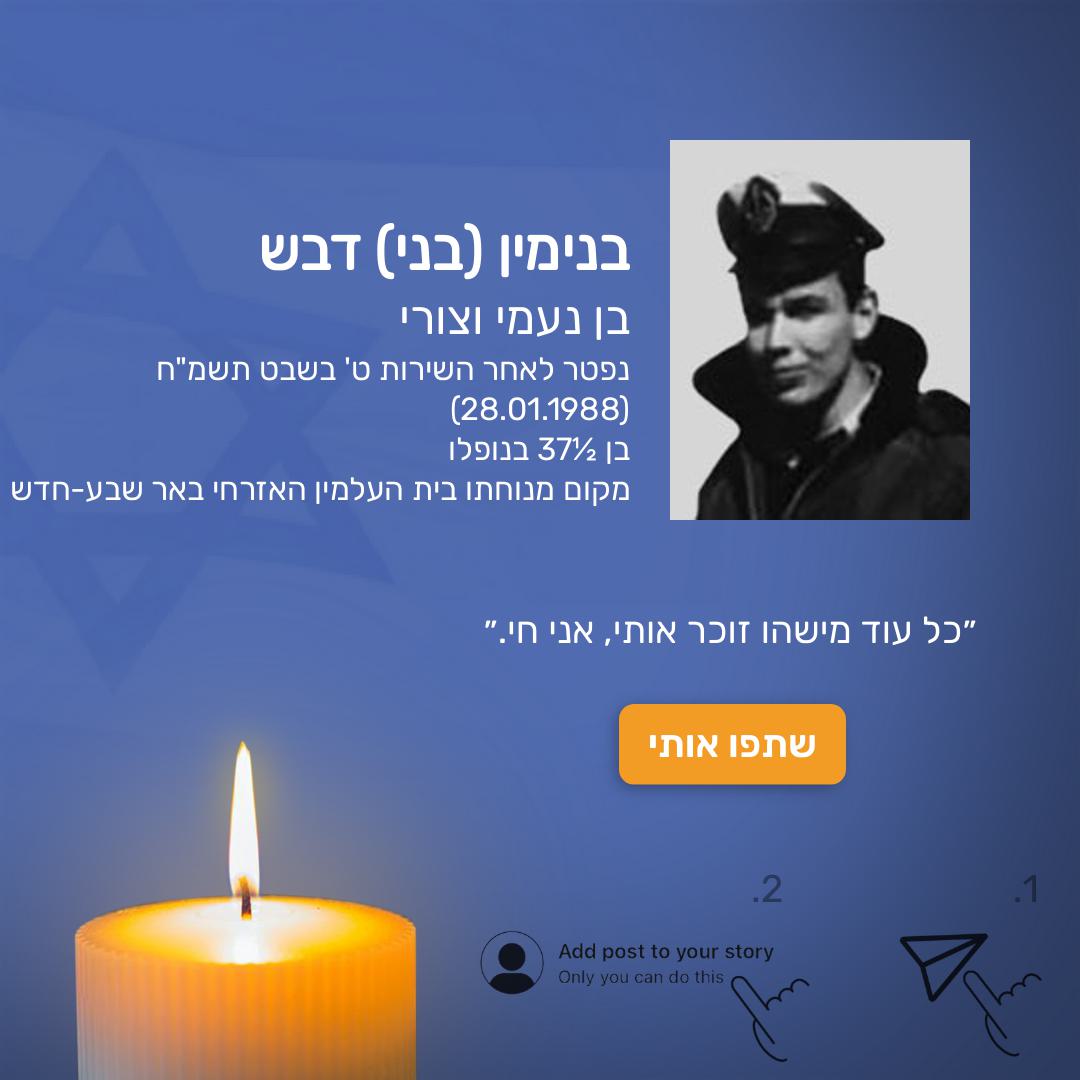 בנימין (בני) דבש
בן נעמי וצורי
נפטר לאחר השירות ט' בשבט תשמ"ח
(28.01.1988)
בן 37½ בנופלו
מקום מנוחתו בית העלמין האזרחי באר שבע-חדש
״כל עוד מישהו זוכר אותי, אני חי.״
שתפו אותי
1.
2.
Add post to your story
Only you can do this